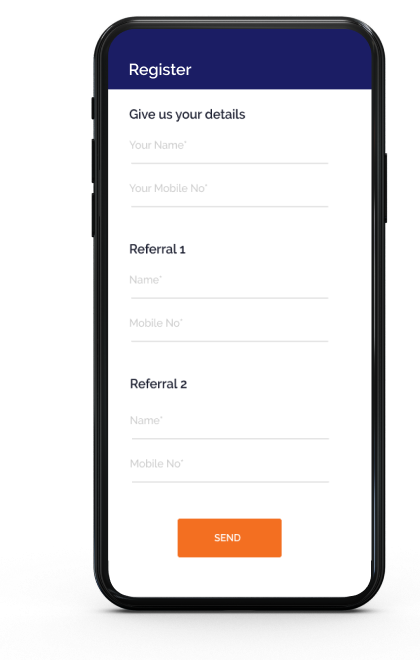 Register
Give us your details
Your Name*
Your Mobile No*
Referral 1
Name*
Mobile No*
Referral 2
Name*
Mobile No*
SEND